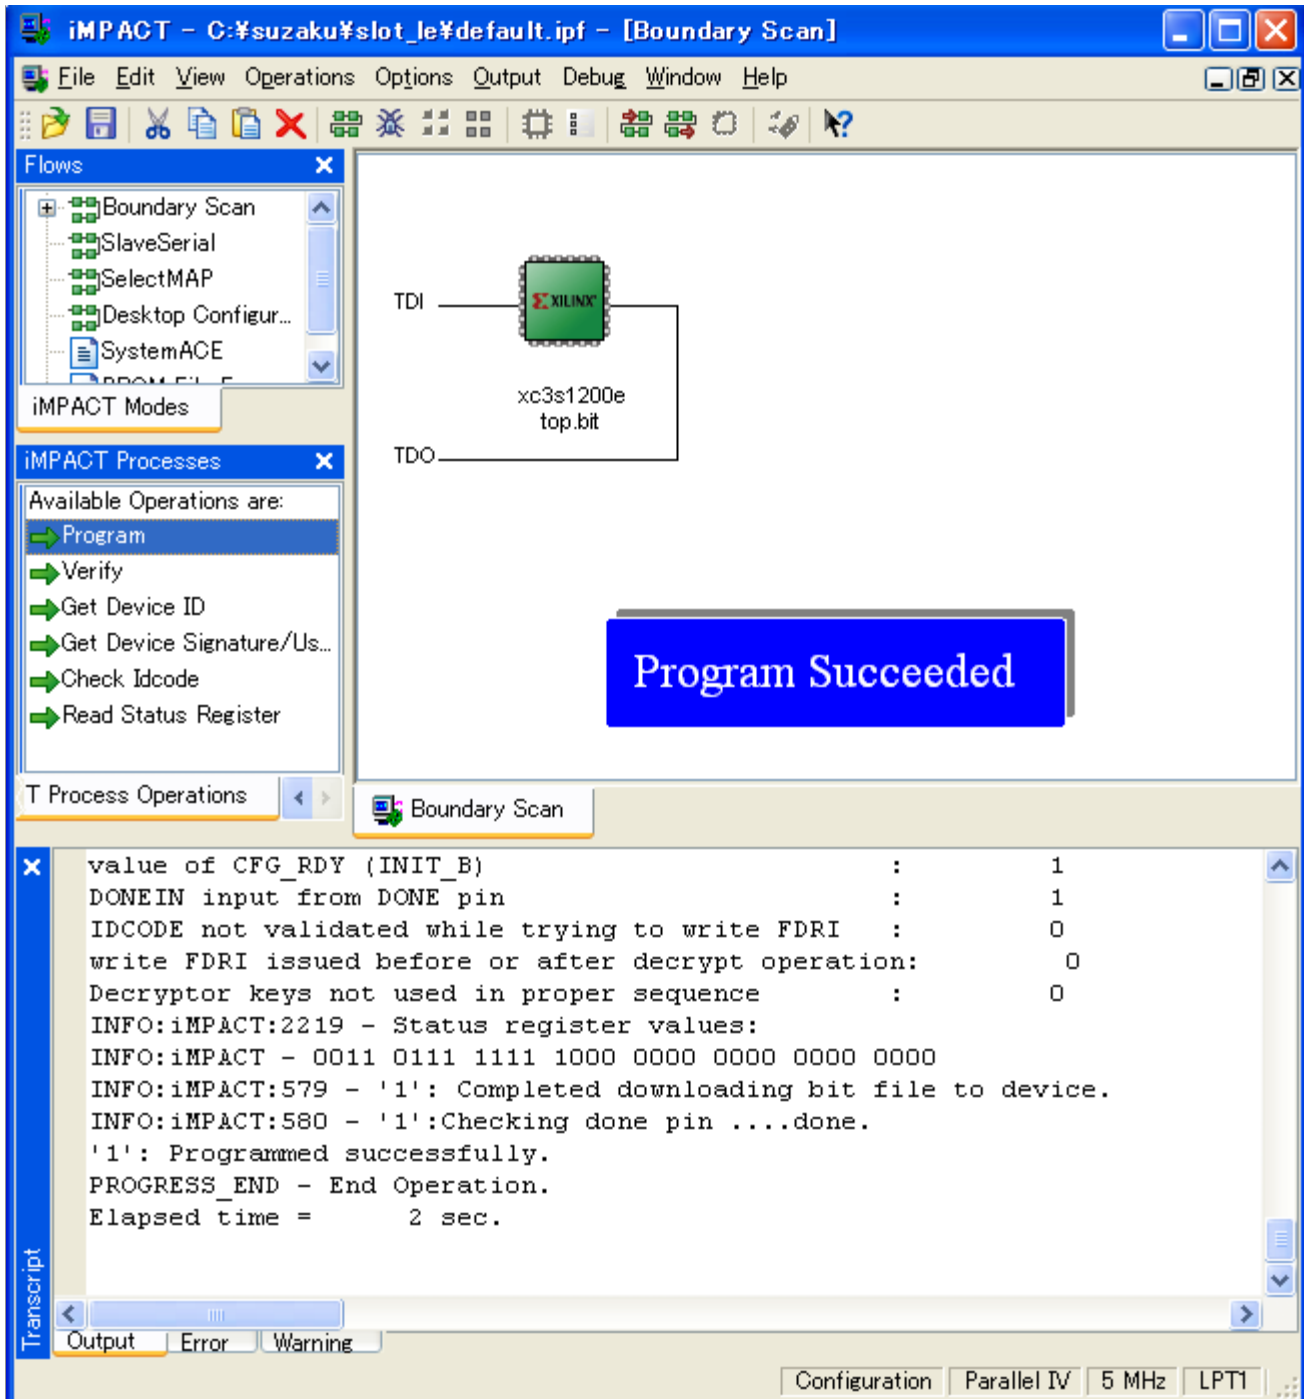 iMPACT - C:¥suzaku¥slot_le¥default.ipf - [Boundary Scan]
File Edit View Operations Options Output Debug Window Help
Flows
Boundary Scan
SlaveSerial
SelectMAP
Desktop Configur...
SystemACE
iMPACT Modes
iMPACT Processes
Available Operations are:
Program
Verify
Get Device ID
Get Device Signature/Us...
Check Idcode
Read Status Register
T Process Operations
TDI
XILINX
xc3s1200e
top.bit
TDO
Program Succeeded
Boundary Scan
value of CFG_RDY (INIT_B) : 1
DONEIN input from DONE pin : 1
IDCODE not validated while trying to write FDRI : 0
write FDRI issued before or after decrypt operation: 0
Decryptor keys not used in proper sequence : 0
INFO:iMPACT:2219 - Status register values:
INFO:iMPACT - 0011 0111 1111 1000 0000 0000 0000 0000
INFO:iMPACT:579 - '1': Completed downloading bit file to device.
INFO:iMPACT:580 - '1':Checking done pin ....done.
'1': Programmed successfully.
PROGRESS_END - End Operation.
Elapsed time = 2 sec.
Transcript
Output Error Warning
Configuration Parallel IV 5 MHz LPT1